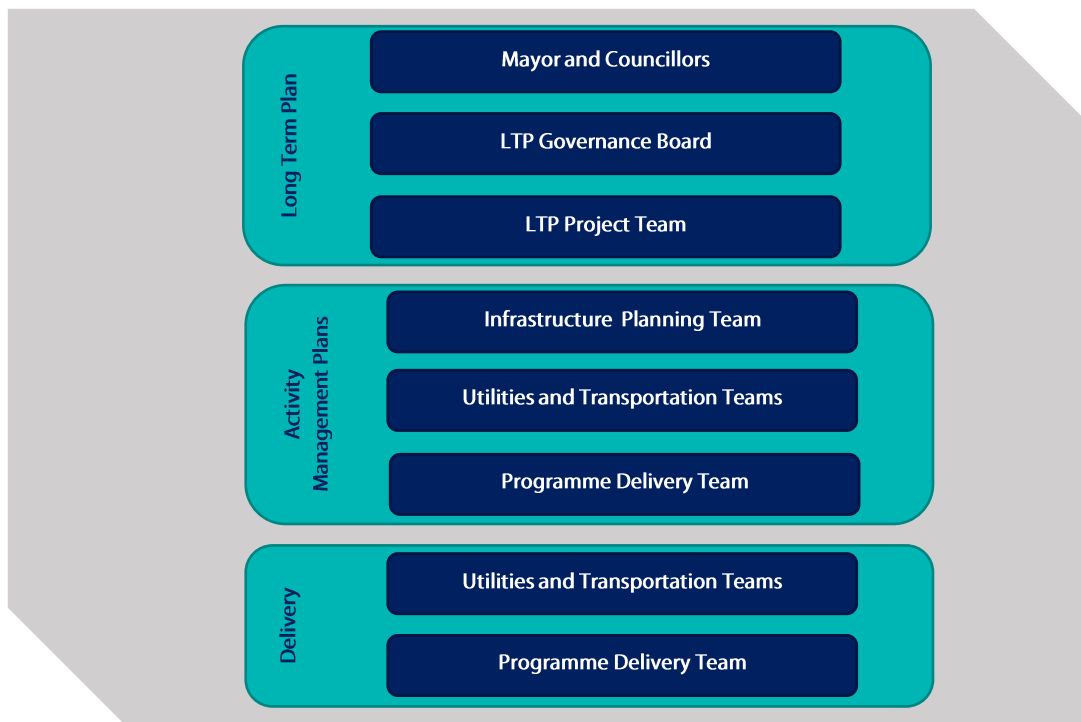 Long Term Plan
Mayor and Councillors
LTP Governance Board
LTP Project Team
Activity
Management Plans
Infrastructure Planning Team
Utilities and Transportation Teams
Programme Delivery Team
Delivery
Utilities and Transportation Teams
Programme Delivery Team